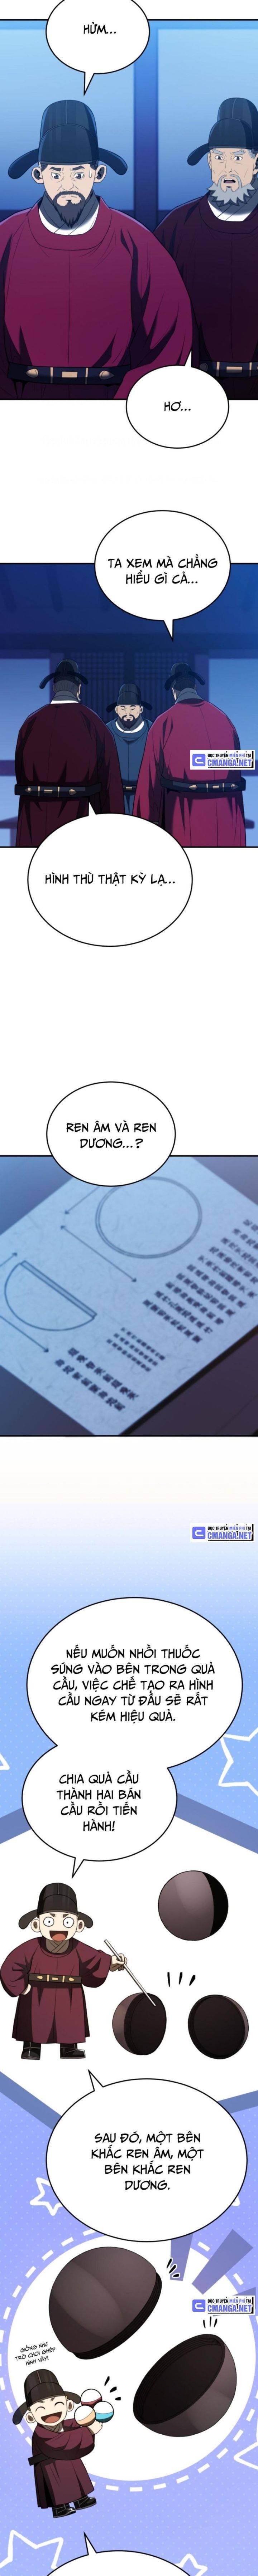 HỪM...
HƠ...
TA XEM MÀ CHẲNG
HIỂU GÌ CẢ...
ĐỌC TRUYỆN MIỄN PHÍ TẠI
CMANGA.NET
HÌNH THÙ THẬT KỲ LẠ...
REN ÂM VÀ REN
DƯƠNG...?
ĐỌC TRUYỆN MIỄN PHÍ TẠI
CMANGA.NET
NẾU MUỐN NHỒI THUỐC
SÚNG VÀO BÊN TRONG QUẢ
CẦU, VIỆC CHẾ TẠO RA HÌNH
CẦU NGAY TỪ ĐẦU SẼ RẤT
KÉM HIỆU QUẢ.
CHIA QUẢ CẦU
THÀNH HAI BÁN
CẦU RỒI TIẾN
HÀNH!
SAU ĐÓ, MỘT BÊN
KHẮC REN ÂM, MỘT
BÊN KHẮC REN
DƯƠNG.
ĐỌC TRUYỆN MIỄN PHÍ TẠI
CMANGA.NET
GIỐNG NHƯ
TRÒ CHƠI GHÉP
HÌNH VẬY!